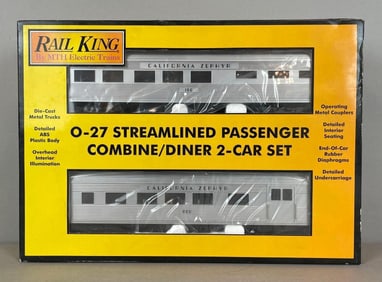 RAIL KING
By MTH Electric Trains
CALIFORNIA ZEPHYR
Die-Cast
Metal Trucks
Detailed
ABS
Plastic Body
Overhead
Interior
Illumination
Operating
Metal Couplers
Detailed
Interior
Seating
End-Of-Car
Rubber
Diaphragms
Detailed
Undercarriage
O-27 STREAMLINED PASSENGER
COMBINE/DINER 2-CAR SET
CALIFORNIA ZEPHYR